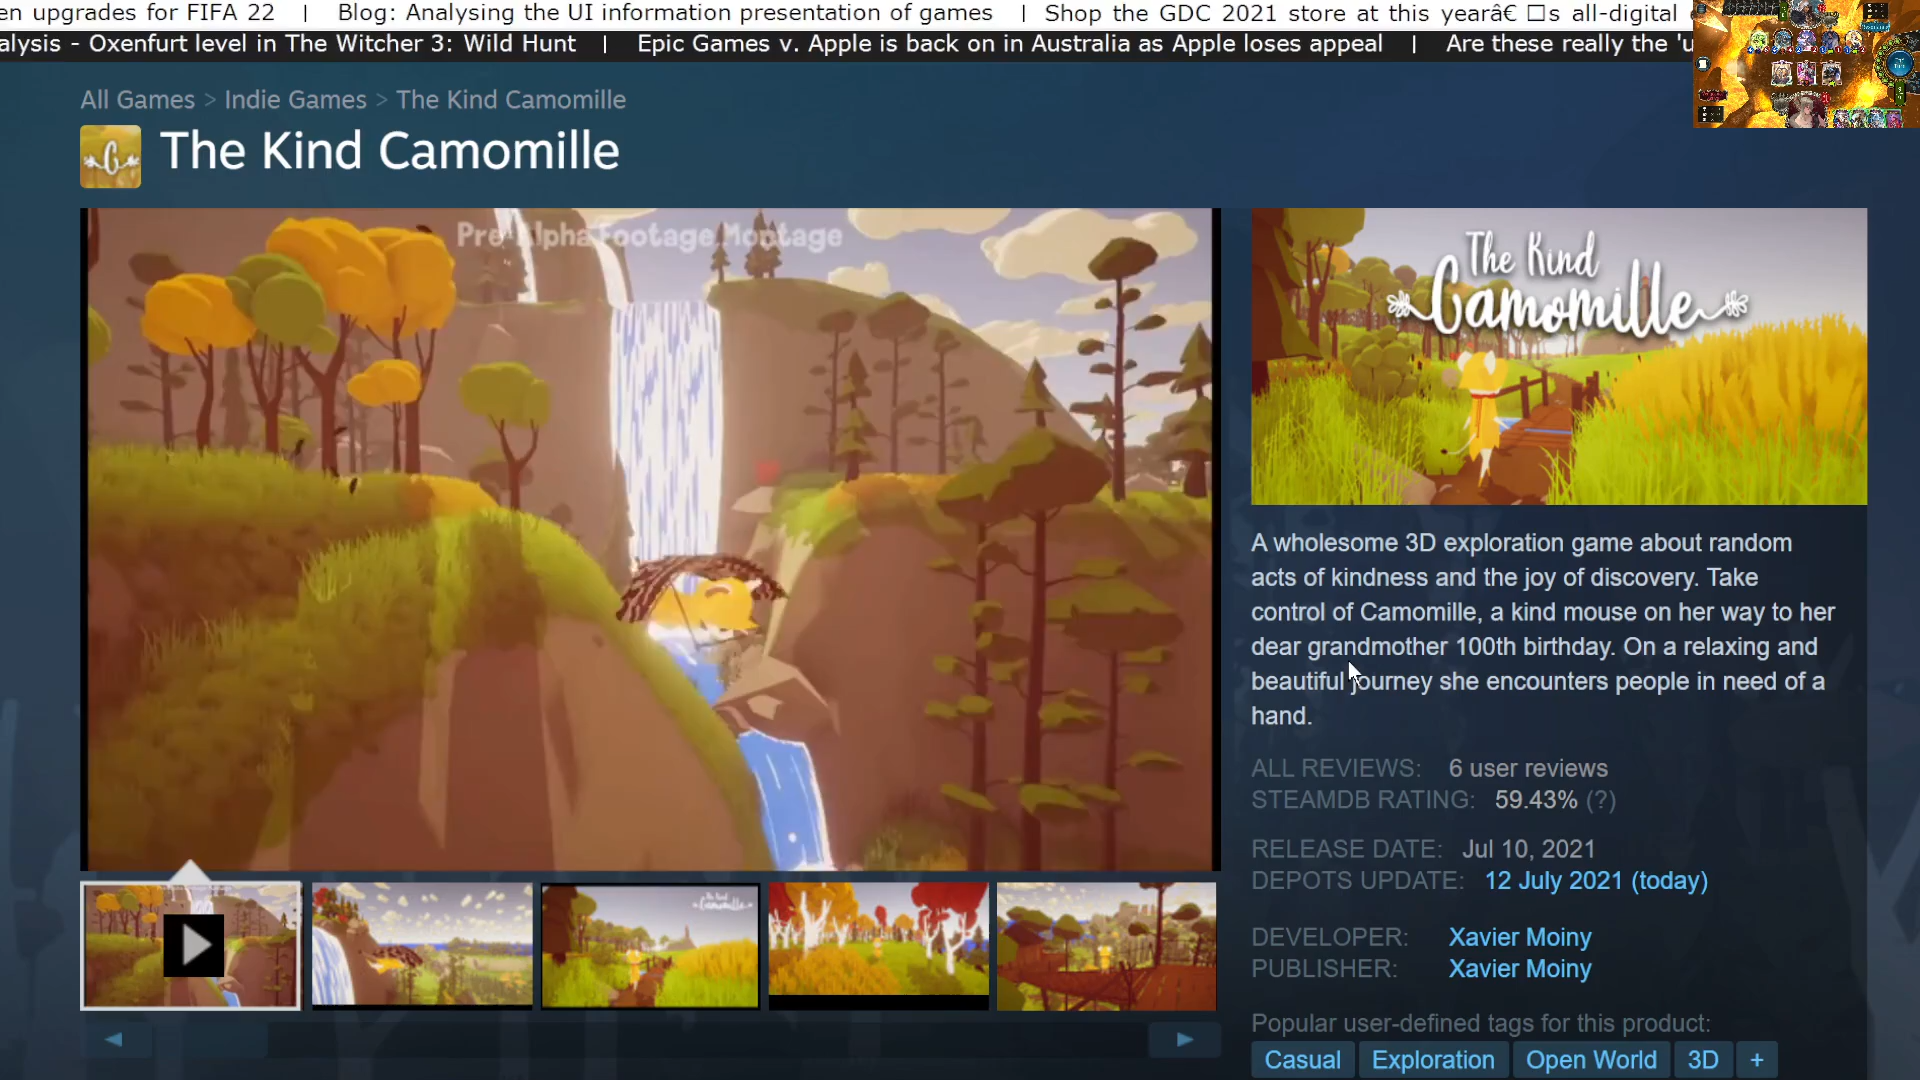 en upgrades for FIFA 22 | Blog: Analysing the UI information presentation of games | Shop the GDC 2021 store at this yearâ€ □s all-digital
alysis - Oxenfurt level in The Witcher 3: Wild Hunt | Epic Games v. Apple is back on in Australia as Apple loses appeal | Are these really the 'u
All Games > Indie Games > The Kind Camomille
The Kind Camomille
Pre-Alpha Footage Montage
The Kind
Camomille
A wholesome 3D exploration game about random
acts of kindness and the joy of discovery. Take
control of Camomille, a kind mouse on her way to her
dear grandmother 100th birthday. On a relaxing and
beautiful journey she encounters people in need of a
hand.
ALL REVIEWS: 6 user reviews
STEAMDB RATING: 59.43% (?)
RELEASE DATE: Jul 10, 2021
DEPOTS UPDATE: 12 July 2021 (today)
DEVELOPER: Xavier Moiny
PUBLISHER: Xavier Moiny
Popular user-defined tags for this product:
Casual Exploration Open World 3D +